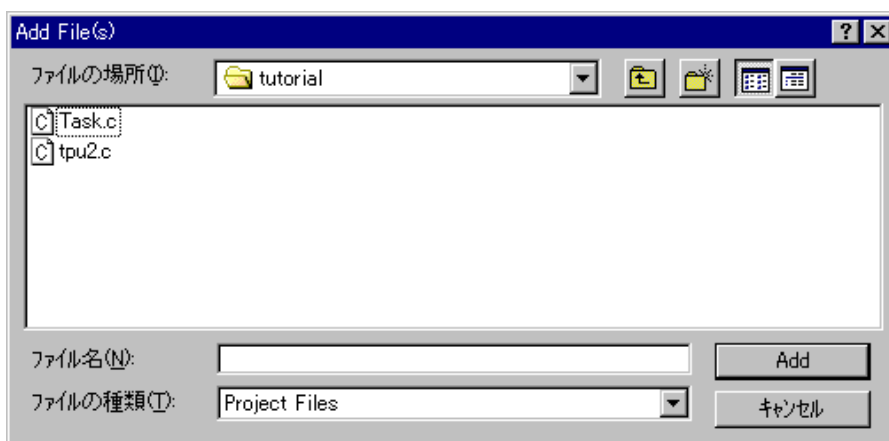 Add File(s)
ファイルの場所(I):
tutorial
Task.c
tpu2.c
ファイル名(N):
Add
ファイルの種類(T):
Project Files
キャンセル